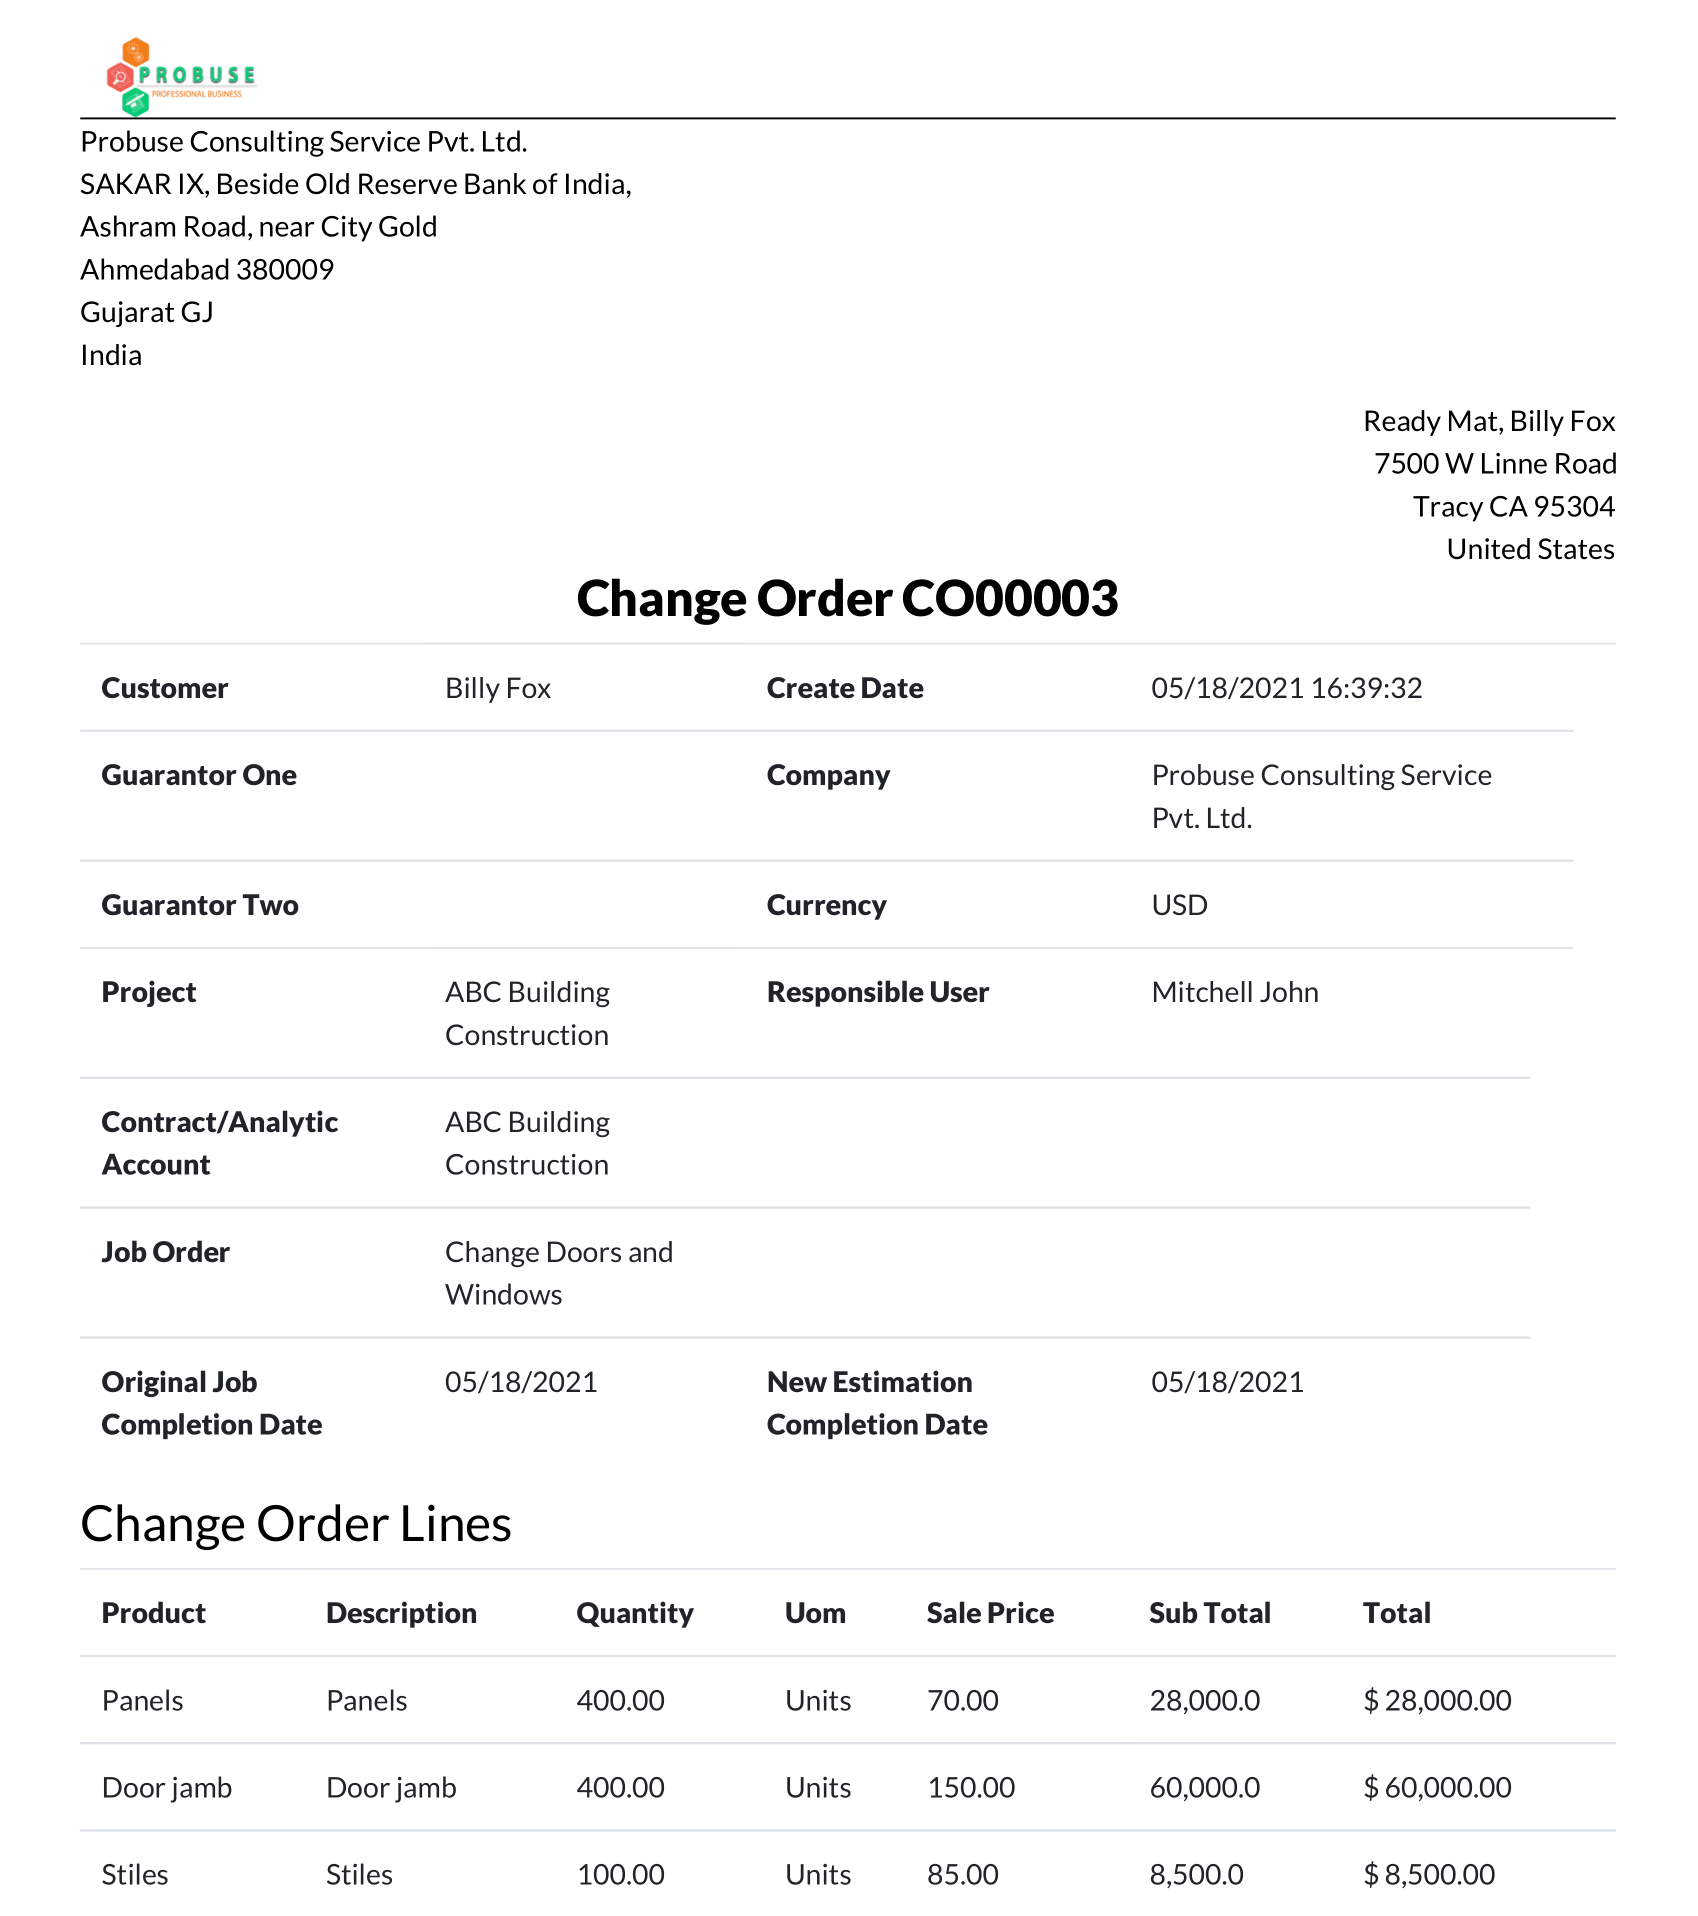 PROBUSE
PROFESSIONAL BUSINESS
Probuse Consulting Service Pvt. Ltd.
SAKAR IX, Beside Old Reserve Bank of India,
Ashram Road, near City Gold
Ahmedabad 380009
Gujarat GJ
India
Ready Mat, Billy Fox
7500 W Linne Road
Tracy CA 95304
United States
Change Order CO00003
Customer Billy Fox Create Date 05/18/2021 16:39:32
Guarantor One Company Probuse Consulting Service
Pvt. Ltd.
Guarantor Two Currency USD
Project ABC Building Responsible User Mitchell John
Construction
Contract/Analytic ABC Building
Account Construction
Job Order Change Doors and
Windows
Original Job 05/18/2021 New Estimation 05/18/2021
Completion Date Completion Date
Change Order Lines
Product Description Quantity Uom Sale Price Sub Total Total
Panels Panels 400.00 Units 70.00 28,000.0 $ 28,000.00
Door jamb Door jamb 400.00 Units 150.00 60,000.0 $ 60,000.00
Stiles Stiles 100.00 Units 85.00 8,500.0 $ 8,500.00